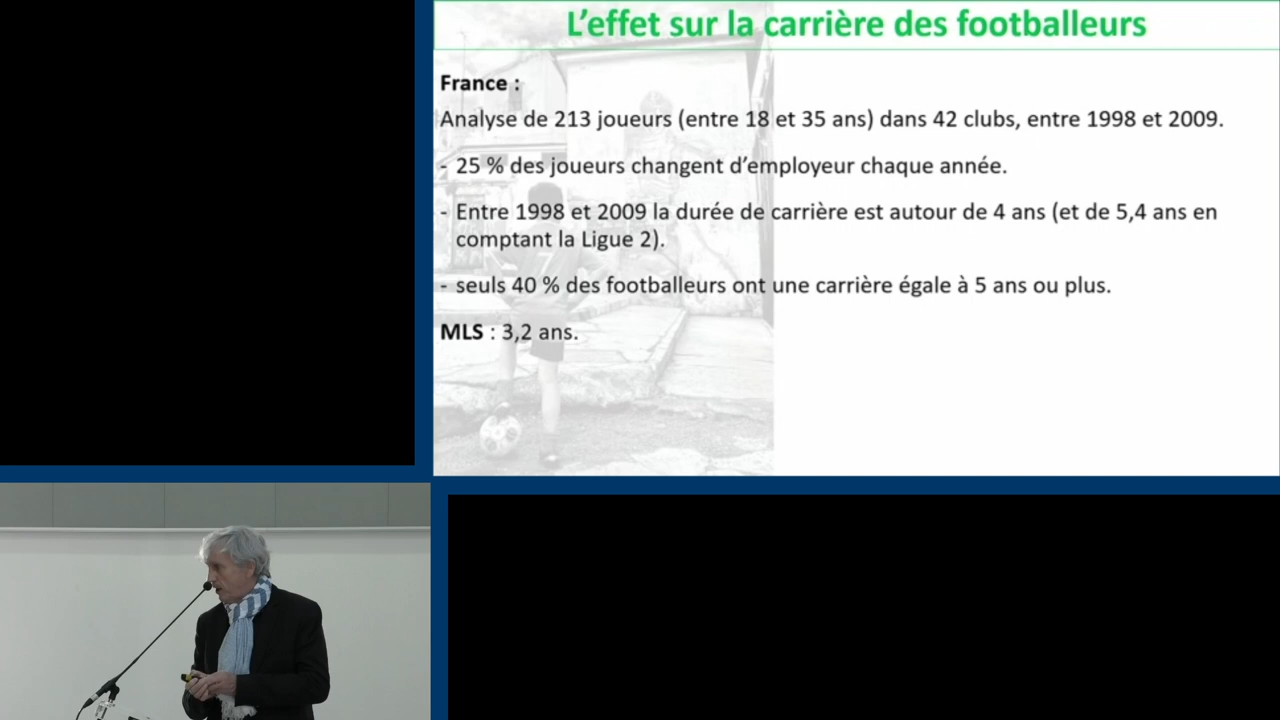 L'effet sur la carrière des footballeurs
France :
Analyse de 213 joueurs (entre 18 et 35 ans) dans 42 clubs, entre 1998 et 2009.
- 25 % des joueurs changent d'employeur chaque année.
- Entre 1998 et 2009 la durée de carrière est autour de 4 ans (et de 5,4 ans en
comptant la Ligue 2).
- seuls 40 % des footballeurs ont une carrière égale à 5 ans ou plus.
MLS : 3,2 ans.